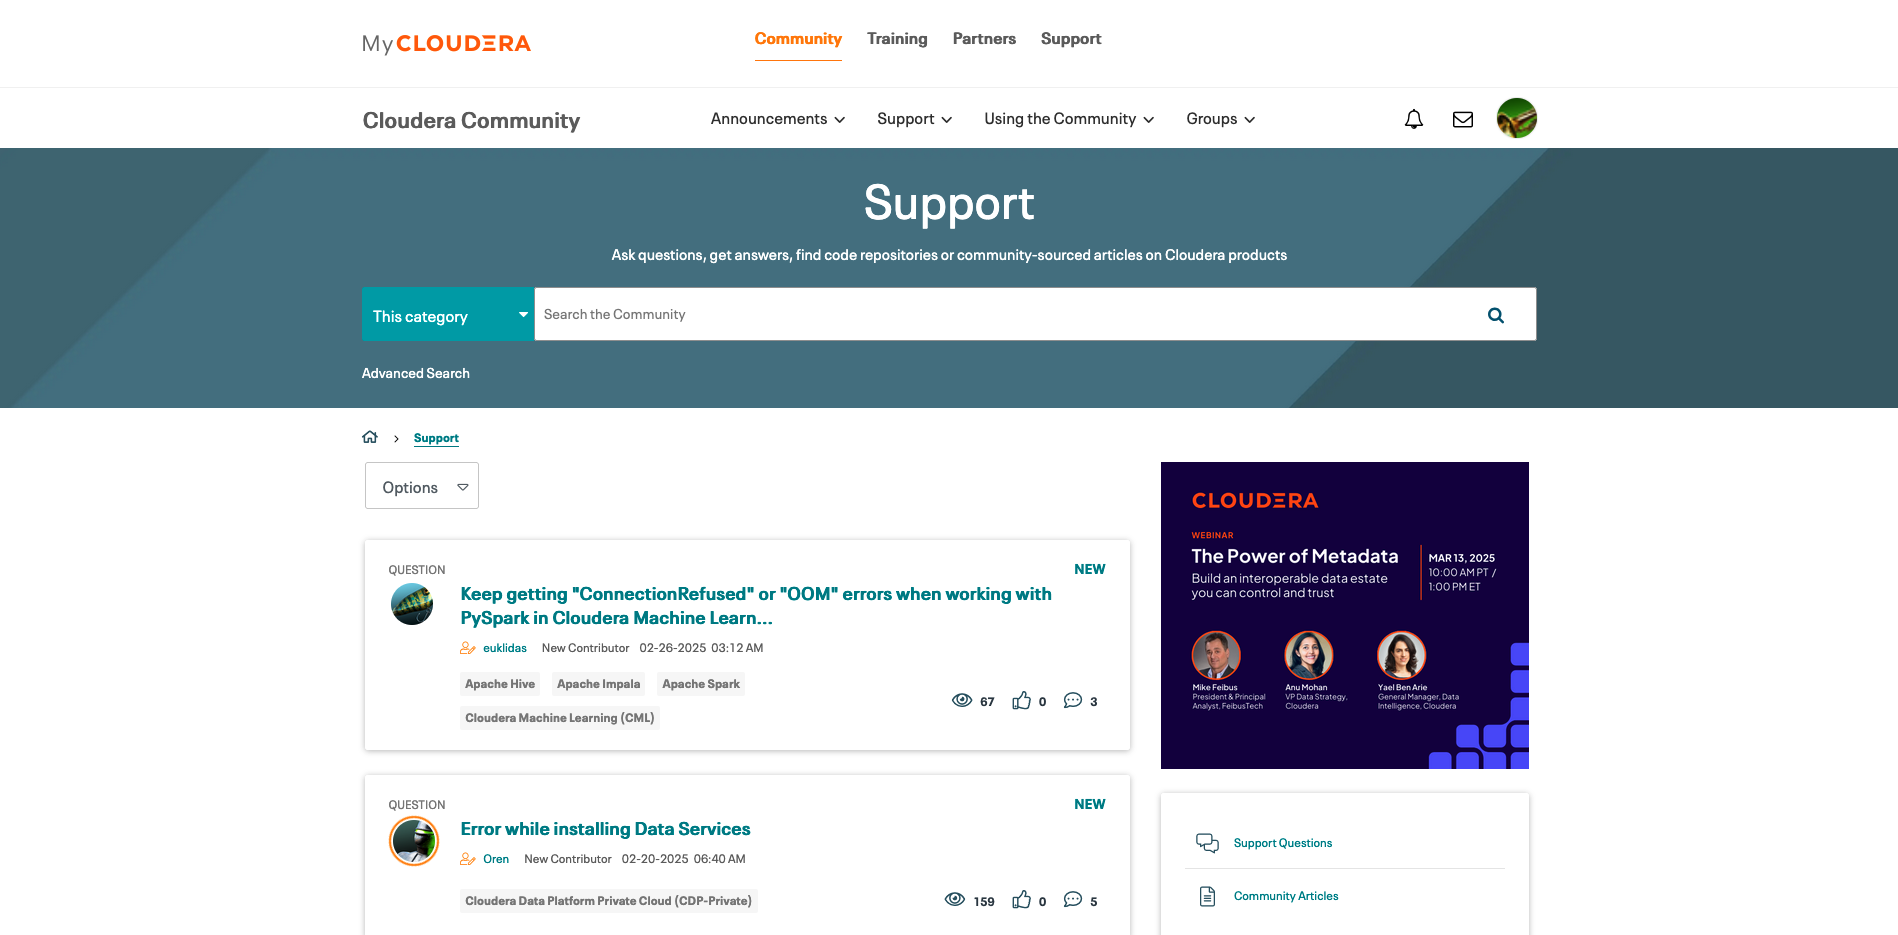 My CLOUDERA
Community Training Partners Support
Cloudera Community
Announcements Support Using the Community Groups
Support
Ask questions, get answers, find code repositories or community-sourced articles on Cloudera products
This category
Search the Community
Advanced Search
Support
Options
QUESTION
NEW
Keep getting "ConnectionRefused" or "OOM" errors when working with
PySpark in Cloudera Machine Learn...
euklidas New Contributor 02-26-2025 03:12 AM
Apache Hive Apache Impala Apache Spark
Cloudera Machine Learning (CML)
67 0 3
QUESTION
NEW
Error while installing Data Services
Oren New Contributor 02-20-2025 06:40 AM
Cloudera Data Platform Private Cloud (CDP-Private)
159 0 5
CLOUDERA
WEBINAR
The Power of Metadata
Build an interoperable data estate
you can control and trust
MAR 13, 2025
10:00 AM PT /
1:00 PM ET
Mike Feibus
President & Principal
Analyst, FeibusTech
Anu Mohan
VP Data Strategy,
Cloudera
Yael Ben Arie
General Manager, Data
Intelligence, Cloudera
Support Questions
Community Articles